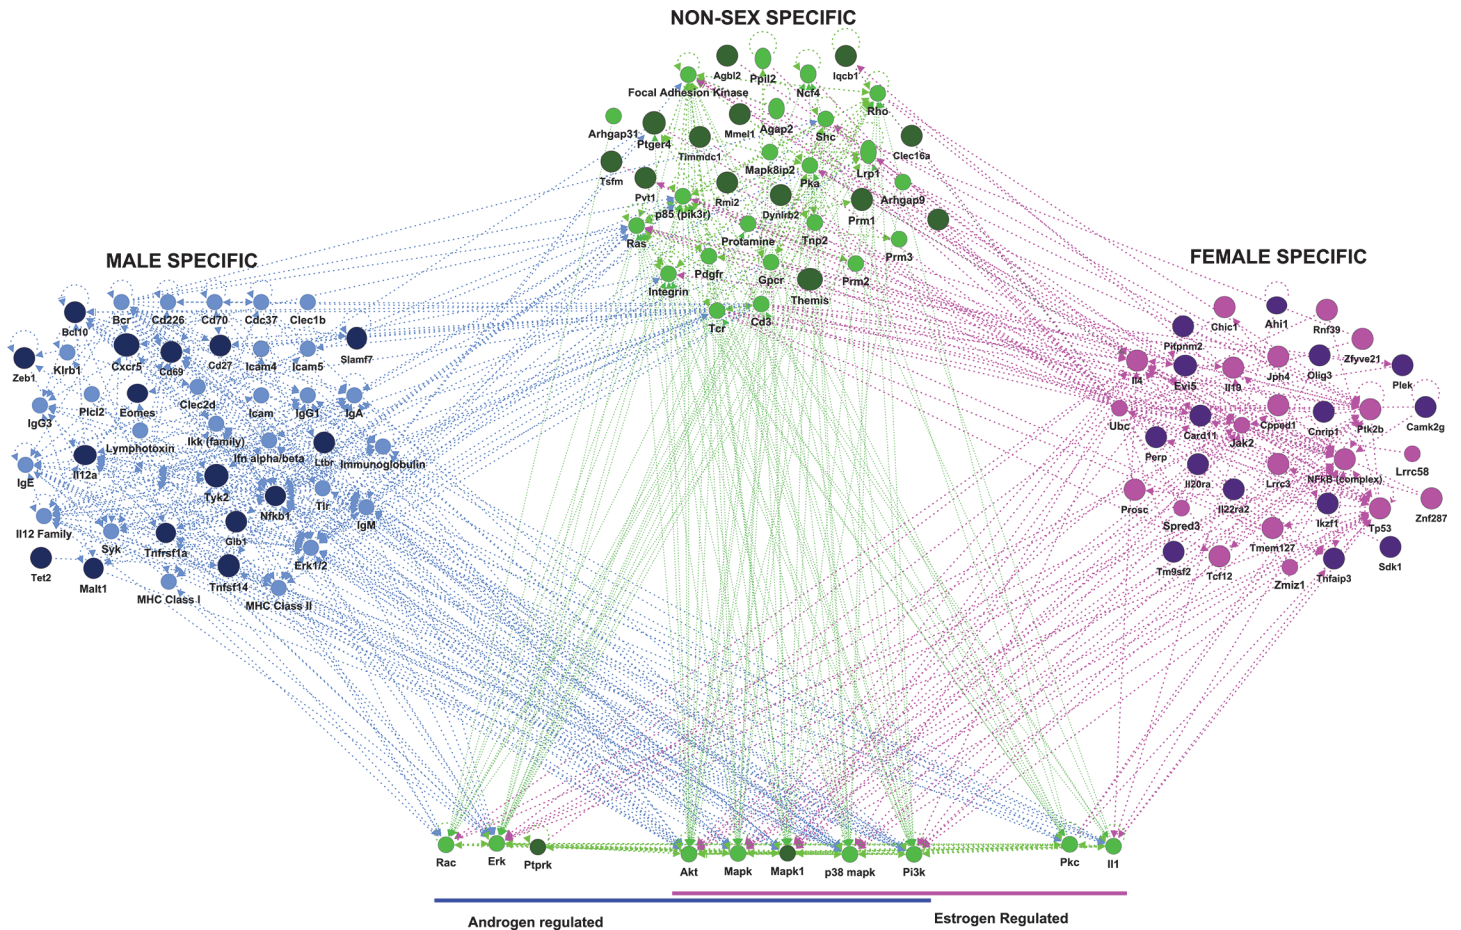 NON-SEX SPECIFIC
Agbl2
Ppil2
Iqcb1
Focal Adhesion Kinase
Ncf4
Rho
Arhgap31
Ptger4
Mmel1
Agap2
Shc
Timmdc1
Clec16a
Tsfm
Mapk8ip2
Lrp1
Pka
Pvt1
Rmi2
Arhgap9
p85 (pik3r)
Dynlrb2
Prm1
Ras
Protamine
Tnp2
Prm3
Pdgfr
Gpcr
Prm2
Integrin
Themis
Tcr
Cd3
MALE SPECIFIC
Bcl10
Bcr
Cd226
Cd70
Cdc37
Clec1b
Zeb1
Klrb1
Cxcr5
Cd69
Cd27
Icam4
Icam5
Slamf7
IgG3
Plcl2
Eomes
Clec2d
Icam
IgG1
IgA
Lymphotoxin
Ikk (family)
Ifn alpha/beta
Ltbr
Immunoglobulin
IgE
Il12a
Tyk2
Nfkb1
Tlr
IgM
Il12 Family
Syk
Tnfrsf1a
Glb1
Erk1/2
Tet2
Malt1
MHC Class I
Tnfsf14
MHC Class II
FEMALE SPECIFIC
Chic1
Ahi1
Rnf39
Pitpnm2
Zfyve21
Il4
Evi5
Il19
Jph4
Olig3
Plek
Ubc
Card11
Jak2
Cpped1
Cnrip1
Ptk2b
Camk2g
Perp
Il20ra
Lrrc3
NFkB (complex)
Lrrc58
Prosc
Spred3
Il22ra2
Ikzf1
Tp53
Znf287
Tmem127
Tm9sf2
Tcf12
Zmiz1
Tnfaip3
Sdk1
Rac
Erk
Ptprk
Akt
Mapk
Mapk1
p38 mapk
Pi3k
Pkc
Il1
Androgen regulated
Estrogen Regulated